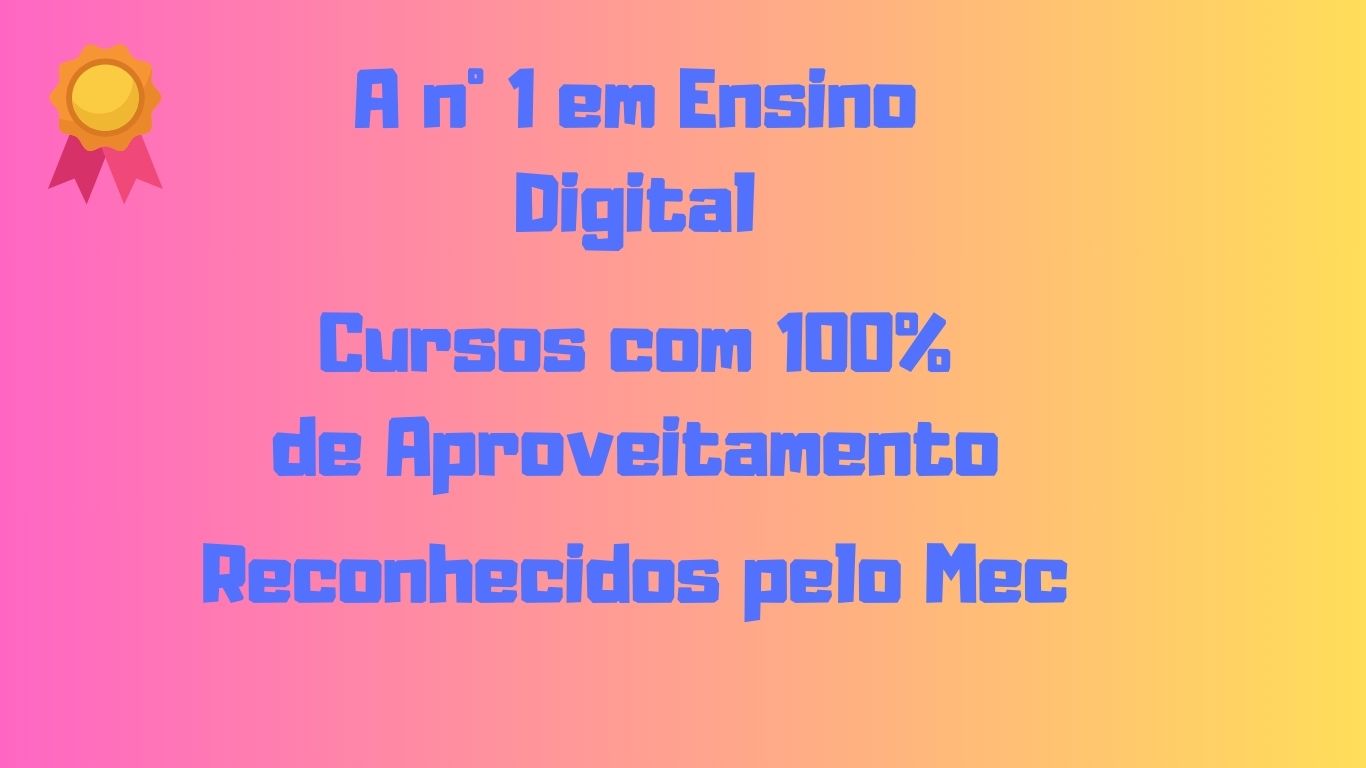 A n° 1 em Ensino
Digital
Cursos com 100%
de Aproveitamento
Reconhecidos pelo Mec